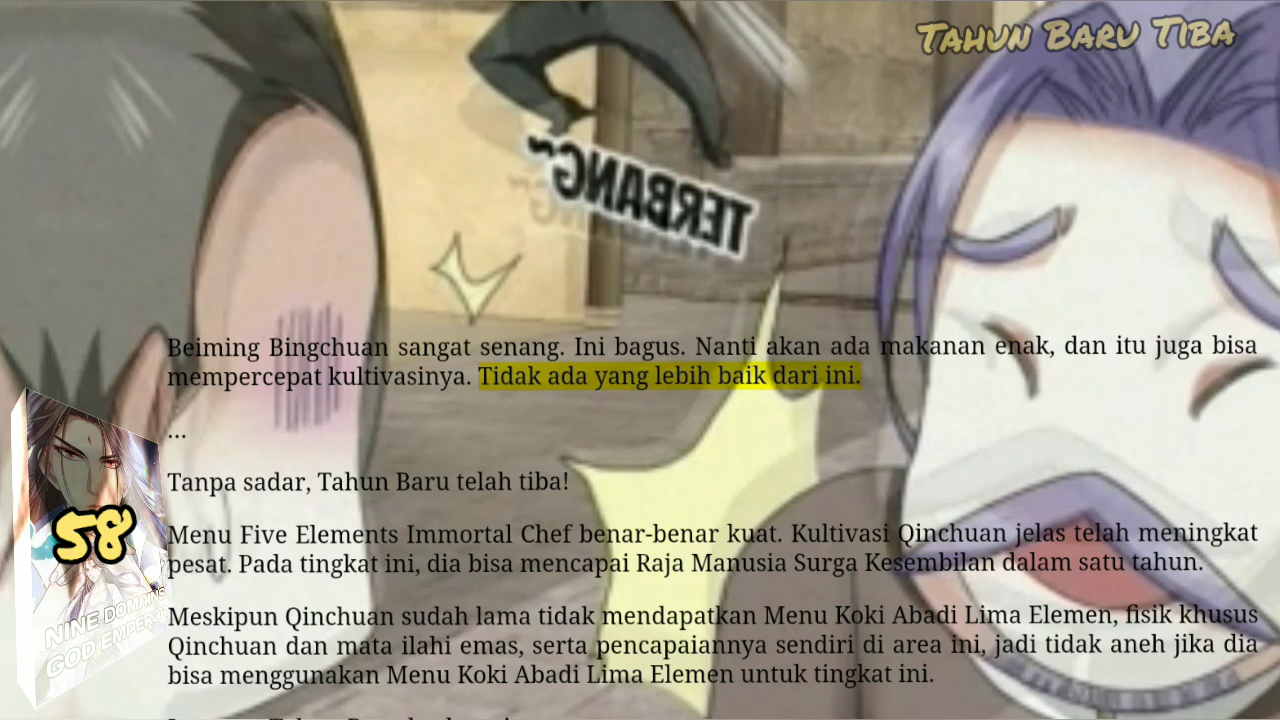 Tahun Baru Tiba
TERBANG~
Beiming Bingchuan sangat senang. Ini bagus. Nanti akan ada makanan enak, dan itu juga bisa
mempercepat kultivasinya. Tidak ada yang lebih baik dari ini.
...
Tanpa sadar, Tahun Baru telah tiba!
Menu Five Elements Immortal Chef benar-benar kuat. Kultivasi Qinchuan jelas telah meningkat
pesat. Pada tingkat ini, dia bisa mencapai Raja Manusia Surga Kesembilan dalam satu tahun.
Meskipun Qinchuan sudah lama tidak mendapatkan Menu Koki Abadi Lima Elemen, fisik khusus
Qinchuan dan mata ilahi emas, serta pencapaiannya sendiri di area ini, jadi tidak aneh jika dia
bisa menggunakan Menu Koki Abadi Lima Elemen untuk tingkat ini.
58
NINE DOMAINS
GOD EMPEROR